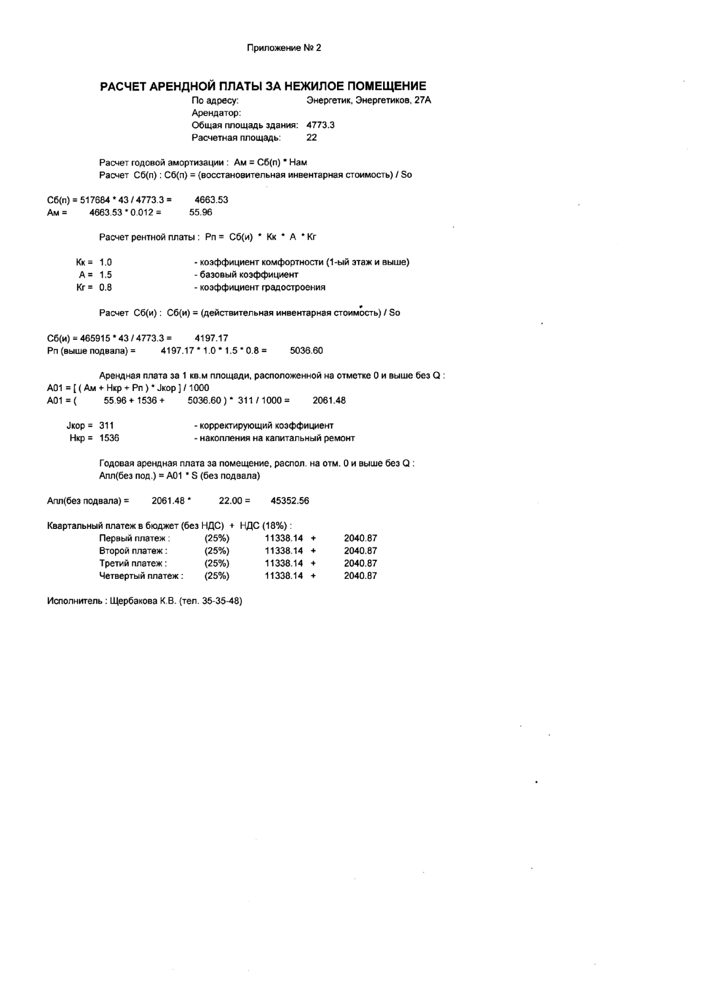 Приложение № 2
РАСЧЕТ АРЕНДНОЙ ПЛАТЫ ЗА НЕЖИЛОЕ ПОМЕЩЕНИЕ
По адресу: Энергетик, Энергетиков, 27А
Арендатор:
Общая площадь здания: 4773.3
Расчетная площадь: 22
Расчет годовой амортизации : Ам = Сб(п) * Нам
Расчет Сб(п) : Сб(п) = (восстановительная инвентарная стоимость) / So
Сб(п) = 517684 * 43 / 4773.3 = 4663.53
Ам = 4663.53 * 0.012 = 55.96
Расчет рентной платы : Рп = Сб(и) * Кк * А * Кг
Кк = 1.0 - коэффициент комфортности (1-ый этаж и выше)
А = 1.5 - базовый коэффициент
Кг = 0.8 - коэффициент градостроения
Расчет Сб(и) : Сб(и) = (действительная инвентарная стоимость) / So
Сб(и) = 465915 * 43 / 4773.3 = 4197.17
Рп (выше подвала) = 4197.17 * 1.0 * 1.5 * 0.8 = 5036.60
Арендная плата за 1 кв.м площади, расположенной на отметке 0 и выше без Q :
А01 = [ ( Ам + Нкр + Рп ) * Jкор ] / 1000
А01 = ( 55.96 + 1536 + 5036.60 ) * 311 / 1000 = 2061.48
Jкор = 311 - корректирующий коэффициент
Нкр = 1536 - накопления на капитальный ремонт
Годовая арендная плата за помещение, распол. на отм. 0 и выше без Q :
Апл(без под.) = А01 * S (без подвала)
Апл(без подвала) = 2061.48 * 22.00 = 45352.56
Квартальный платеж в бюджет (без НДС) + НДС (18%) :
Первый платеж : (25%) 11338.14 + 2040.87
Второй платеж : (25%) 11338.14 + 2040.87
Третий платеж : (25%) 11338.14 + 2040.87
Четвертый платеж : (25%) 11338.14 + 2040.87
Исполнитель : Щербакова К.В. (тел. 35-35-48)